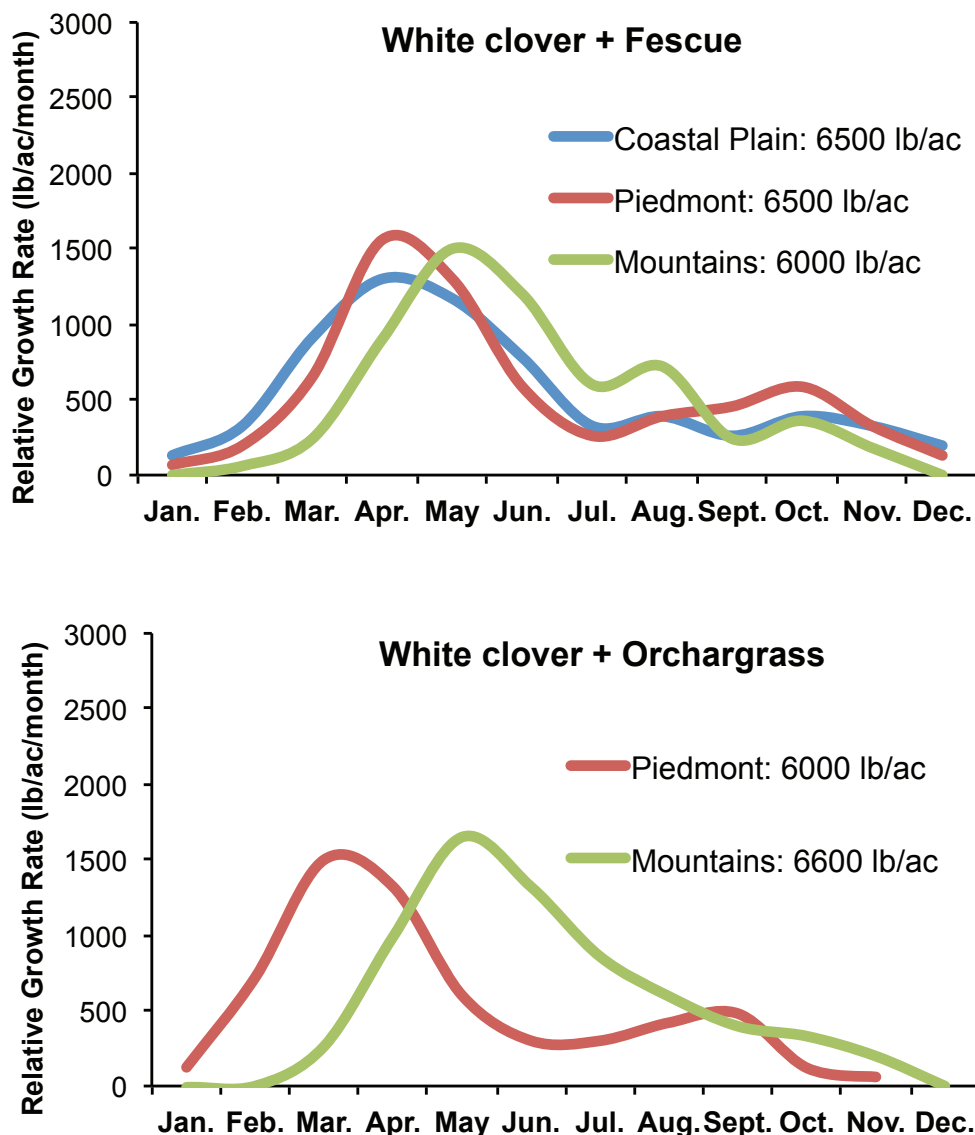 White clover + Fescue
Relative Growth Rate (lb/ac/month)
3000
2500
2000
1500
1000
500
0
Coastal Plain: 6500 lb/ac
Piedmont: 6500 lb/ac
Mountains: 6000 lb/ac
Jan. Feb. Mar. Apr. May Jun. Jul. Aug. Sept. Oct. Nov. Dec.
White clover + Orchargrass
Relative Growth Rate (lb/ac/month)
3000
2500
2000
1500
1000
500
0
Piedmont: 6000 lb/ac
Mountains: 6600 lb/ac
Jan. Feb. Mar. Apr. May Jun. Jul. Aug. Sept. Oct. Nov. Dec.